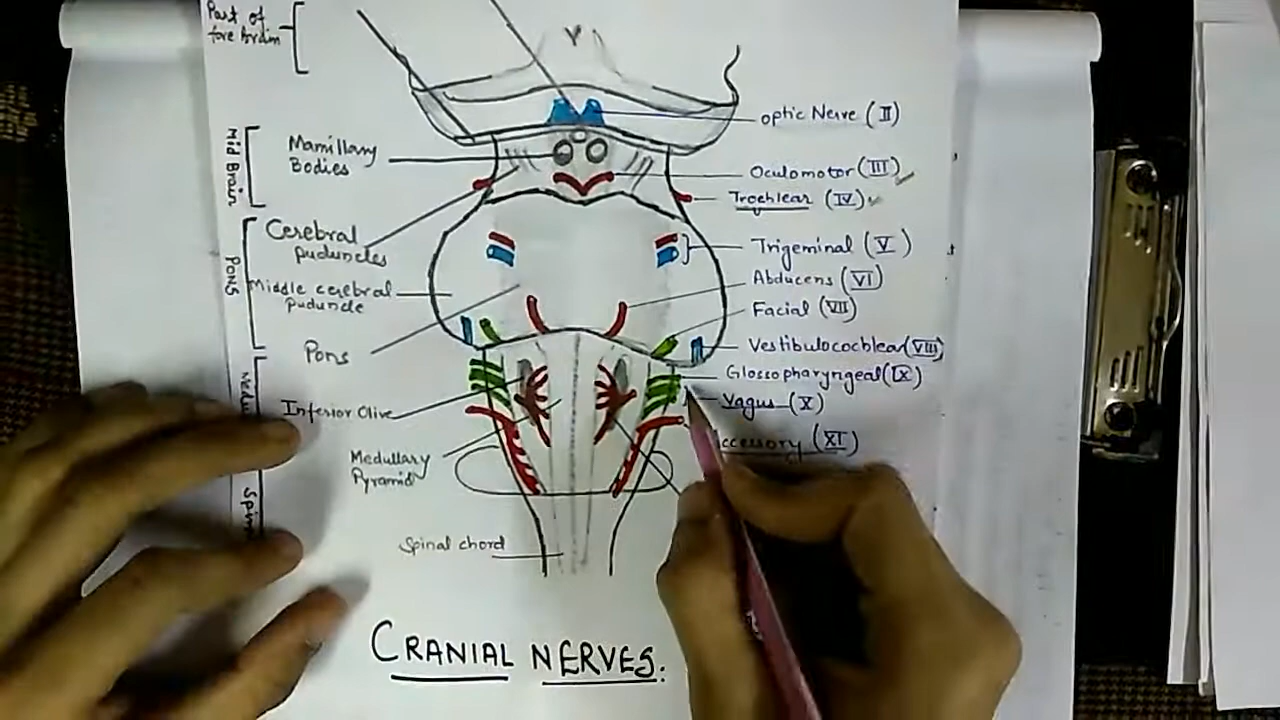 Part of
fore brain
Mid Brain
PONS
Mamillary
Bodies
Cerebral
puduncles
Middle cerebral
puduncle
Pons
Inferior Olive
Medullary
Pyramid
Spinal chord
optic Nerve (II)
Oculomotor (III)
Trochlear (IV)
Trigeminal (V)
Abducens (VI)
Facial (VII)
Vestibulocochlear (VIII)
Glossopharyngeal (IX)
Vagus (X)
ccessory (XI)
CRANIAL NERVES.